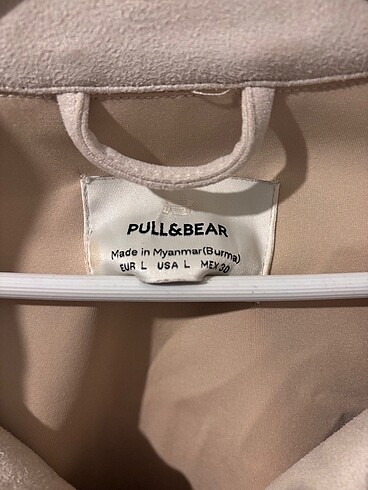 PULL&BEAR
Made in Myanmar(Burma)
EUR L USA L MEX 30